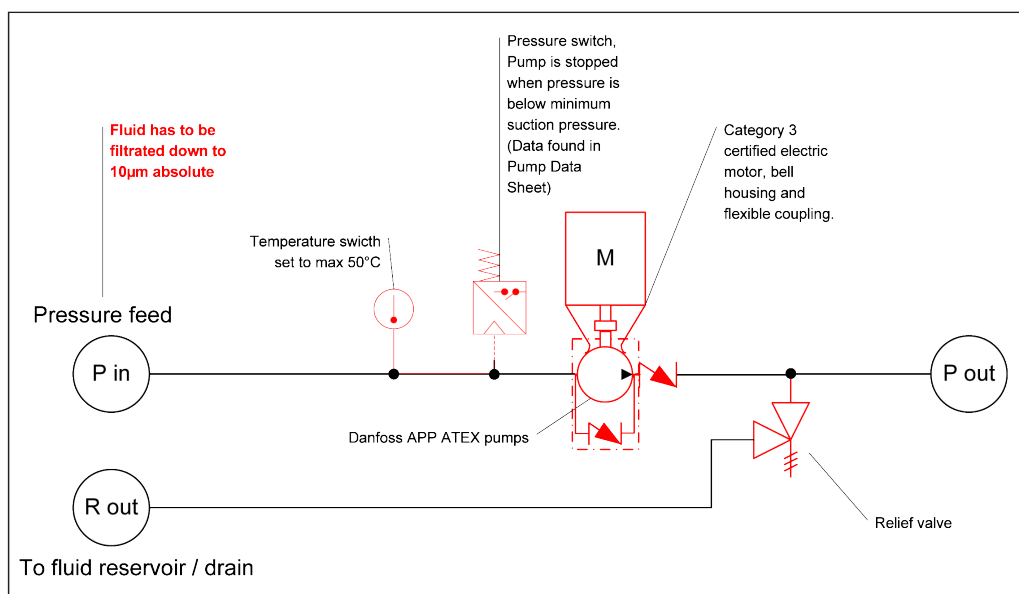 Pressure switch,
Pump is stopped
when pressure is
below minimum
suction pressure.
(Data found in
Pump Data
Sheet)
Fluid has to be
filtrated down to
10µm absolute
Category 3
certified electric
motor, bell
housing and
flexible coupling.
Temperature swicth
set to max 50°C
M
Pressure feed
P in
P out
Danfoss APP ATEX pumps
R out
Relief valve
To fluid reservoir / drain